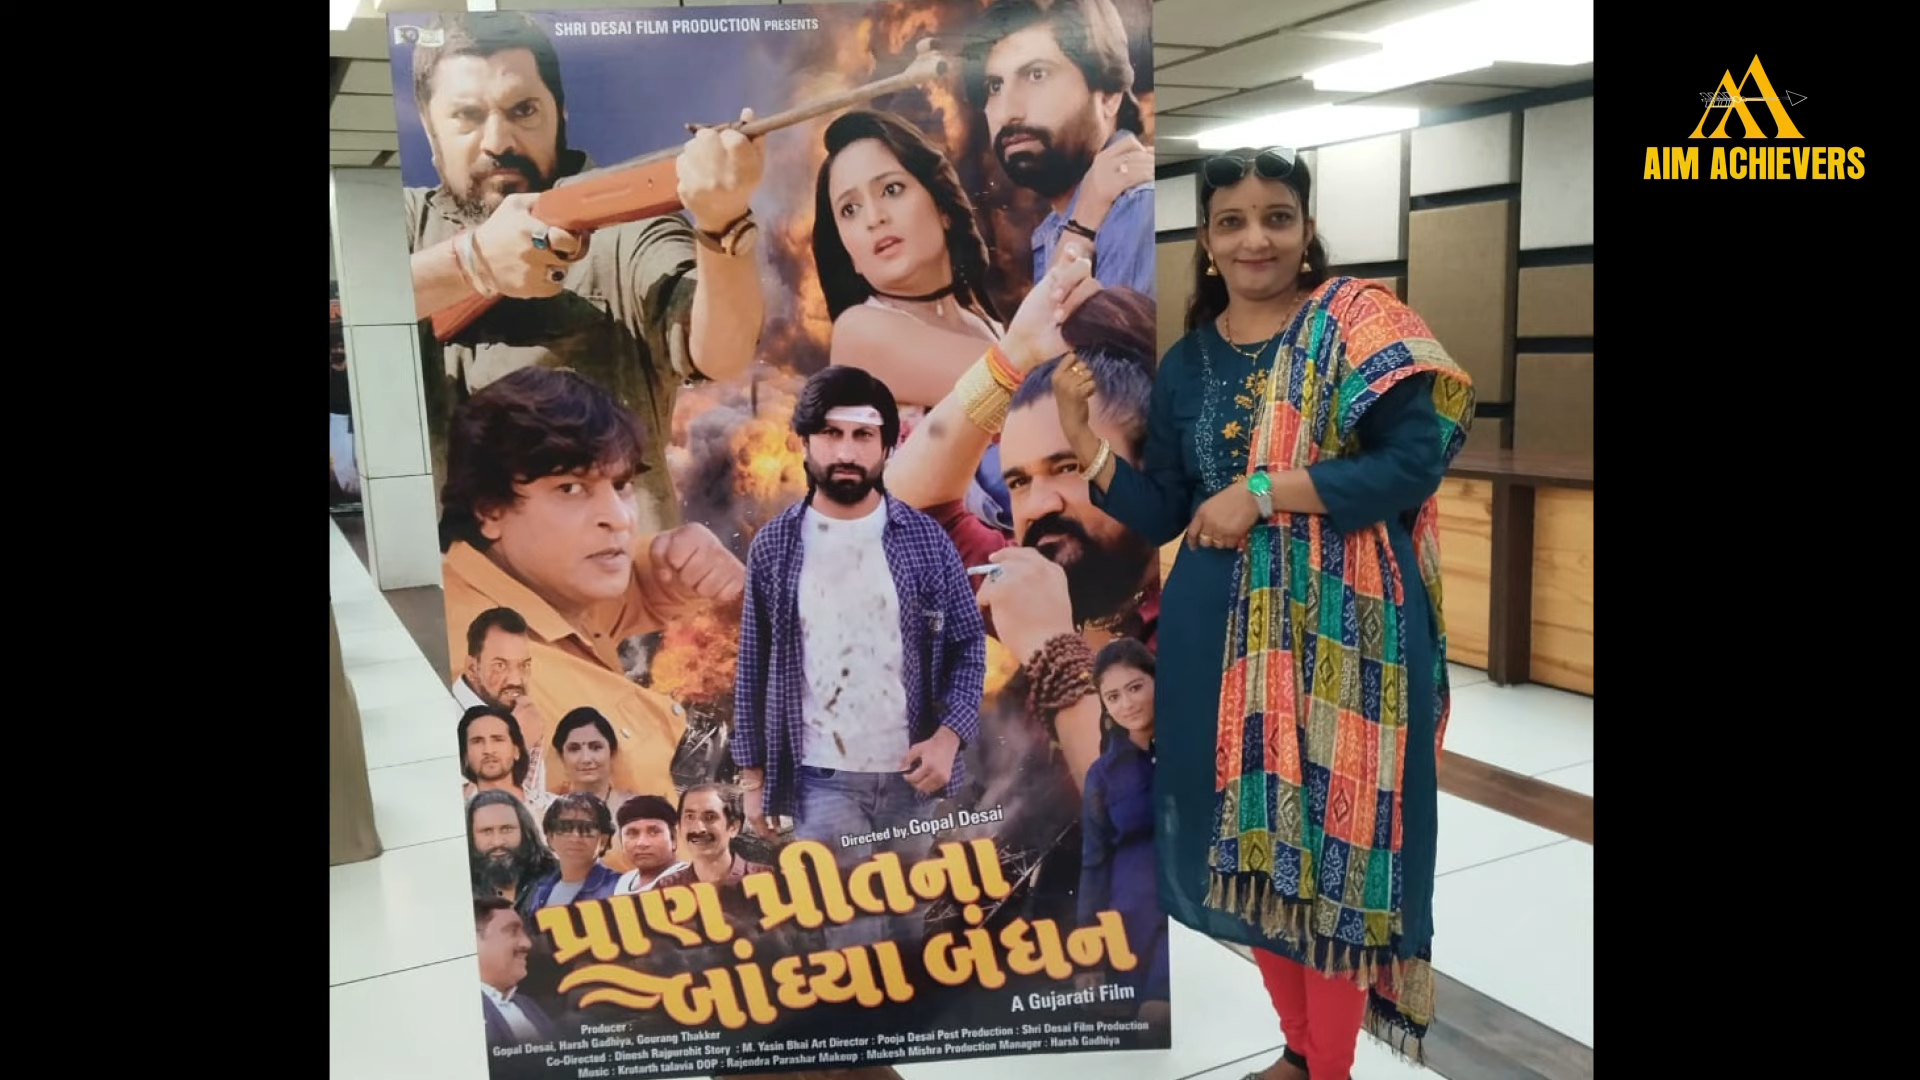 SHRI DESAI FILM PRODUCTION PRESENTS
AIM ACHIEVERS
Directed by. Gopal Desai
પ્રાણ પ્રીતના
બાંધ્યા બંધન
A Gujarati Film
Producer :
Gopal Desai, Harsh Gadhiya, Gourang Thakker
Co-Directed : Dinesh Rajpurohit Story : M. Yasin Bhai Art Director : Pooja Desai Post Production : Shri Desai Film Production
Music : Krutarth talavia DOP : Rajendra Parashar Makeup : Mukesh Mishra Production Manager : Harsh Gadhiya